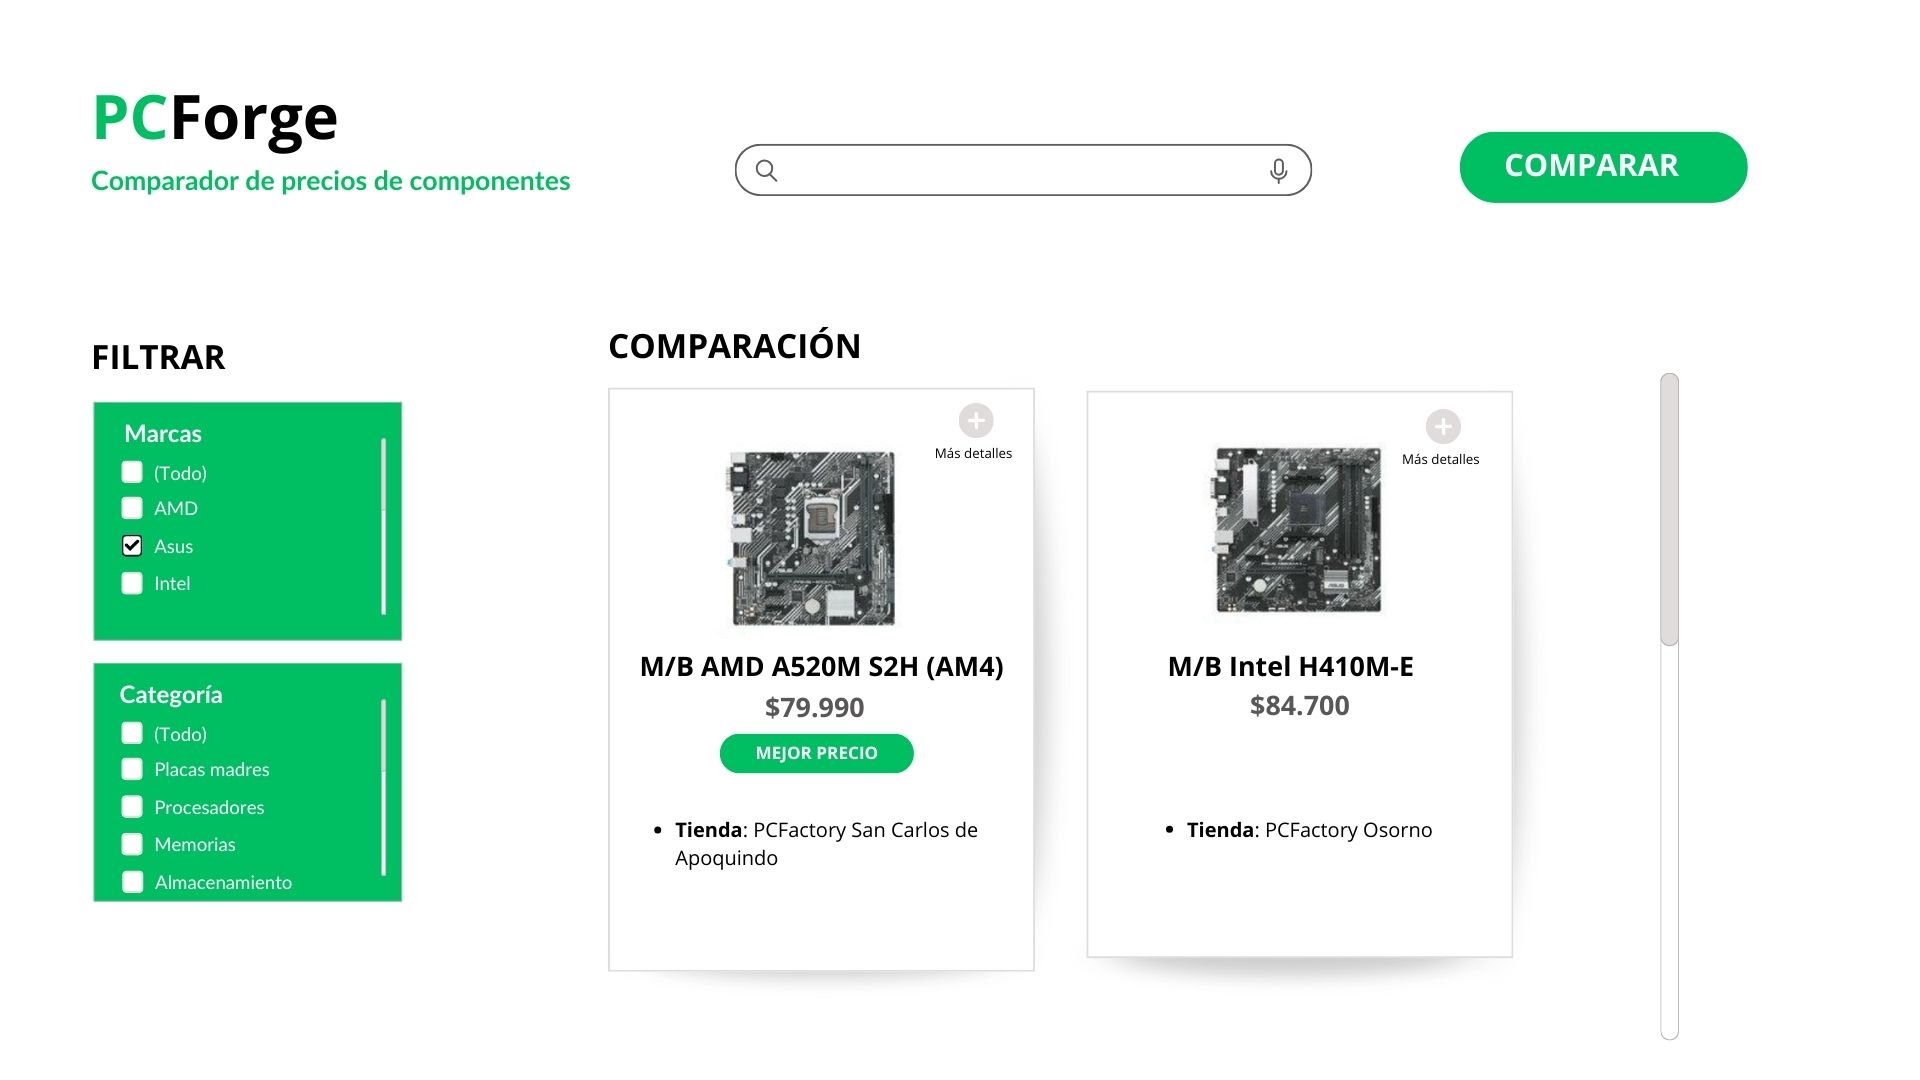 PCForge
Comparador de precios de componentes
COMPARAR
FILTRAR
Marcas
(Todo)
AMD
Asus
Intel
Categoría
(Todo)
Placas madres
Procesadores
Memorias
Almacenamiento
COMPARACIÓN
Más detalles
M/B AMD A520M S2H (AM4)
$79.990
MEJOR PRECIO
• Tienda: PCFactory San Carlos de
Apoquindo
Más detalles
M/B Intel H410M-E
$84.700
• Tienda: PCFactory Osorno